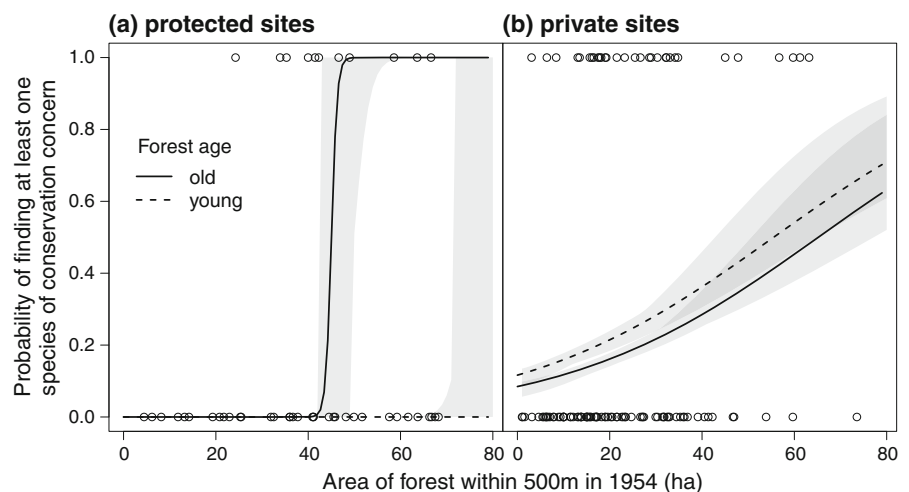 (a) protected sites
(b) private sites
Probability of finding at least one
species of conservation concern
1.0
0.8
0.6
0.4
0.2
0.0
Forest age
old
young
0 20 40 60 80
0 20 40 60 80
Area of forest within 500m in 1954 (ha)